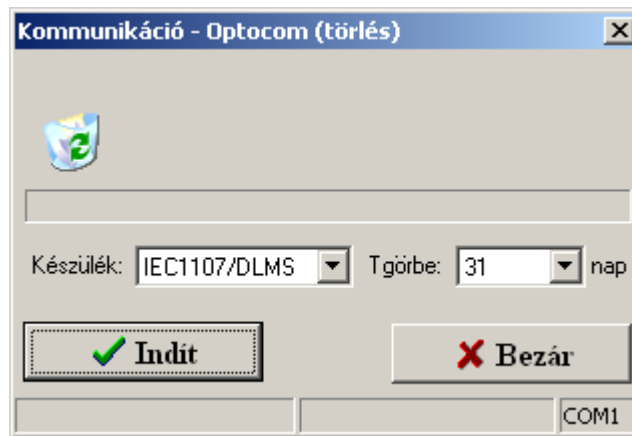 Kommunikáció - Optocom (törlés)
Készülék: IEC1107/DLMS Tgörbe: 31 nap
Indít Bezár
COM1